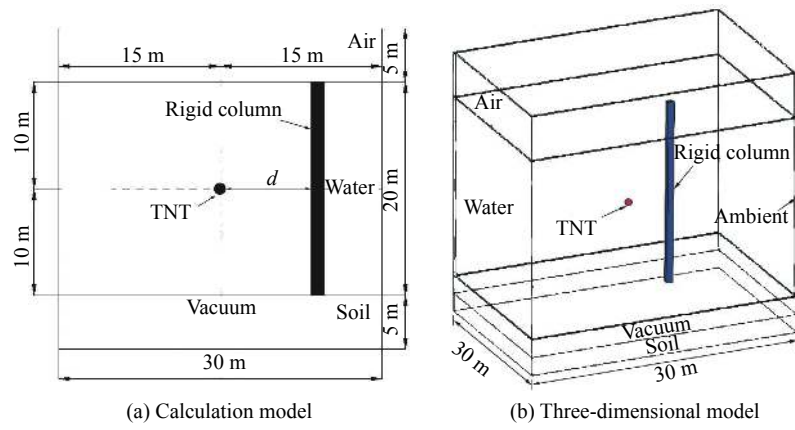 15 m
15 m
Air
5 m
10 m
Rigid column
d
Water
20 m
TNT
10 m
Vacuum
Soil
5 m
30 m
(a) Calculation model
Air
Rigid column
Water
TNT
Ambient
Vacuum
Soil
30 m
30 m
(b) Three-dimensional model